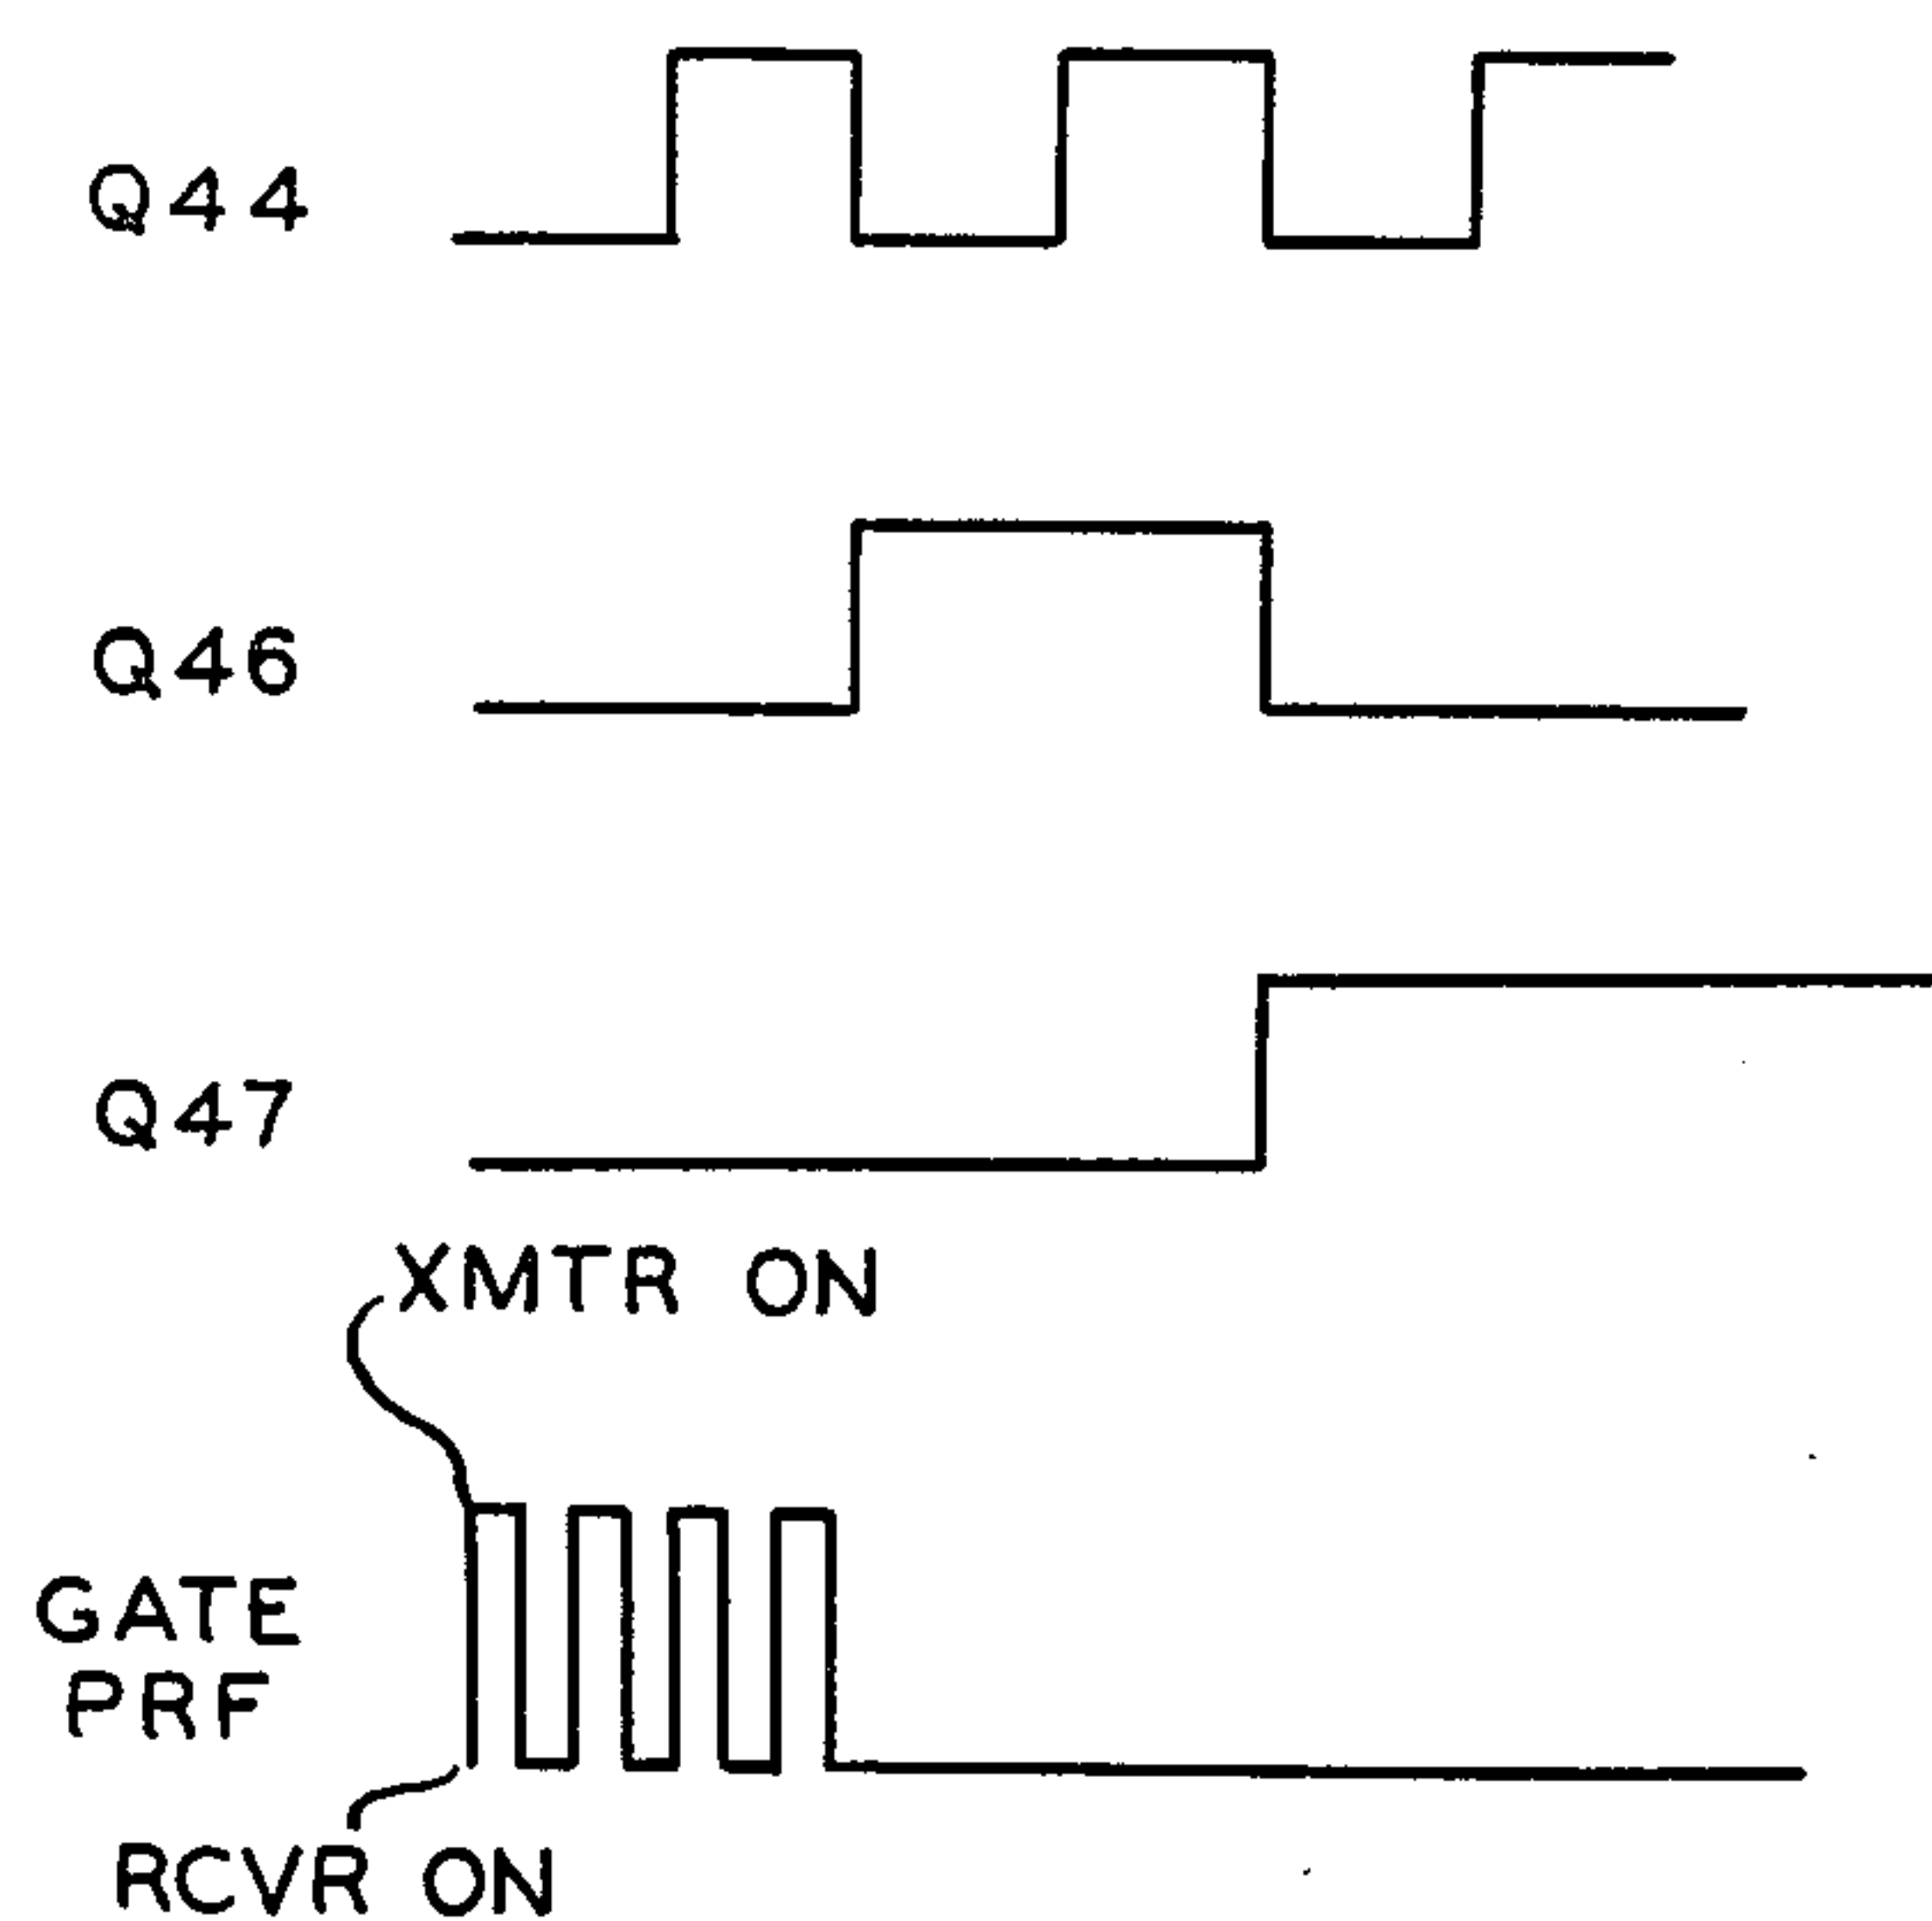 Q44
Q46
Q47
XMTR ON
GATE
PRF
RCVR ON